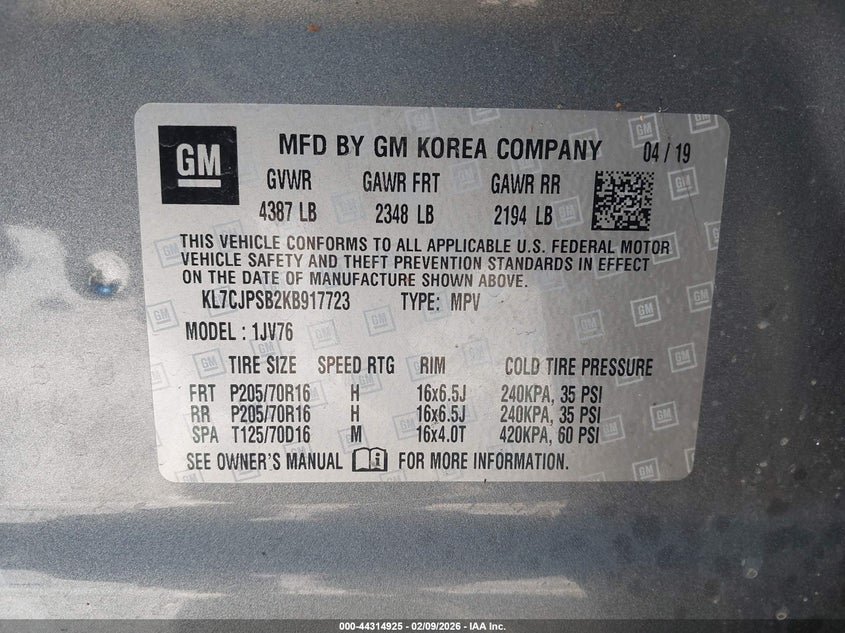 GM
MFD BY GM KOREA COMPANY 04 / 19
GVWR GAWR FRT GAWR RR
4387 LB 2348 LB 2194 LB
THIS VEHICLE CONFORMS TO ALL APPLICABLE U.S. FEDERAL MOTOR
VEHICLE SAFETY AND THEFT PREVENTION STANDARDS IN EFFECT
ON THE DATE OF MANUFACTURE SHOWN ABOVE.
KL7CJPSB2KB917723 TYPE: MPV
MODEL : 1JV76
TIRE SIZE SPEED RTG RIM COLD TIRE PRESSURE
FRT P205/70R16 H 16x6.5J 240KPA, 35 PSI
RR P205/70R16 H 16x6.5J 240KPA, 35 PSI
SPA T125/70D16 M 16x4.0T 420KPA, 60 PSI
SEE OWNER'S MANUAL FOR MORE INFORMATION.
000-44314925 - 02/09/2026 - IAA Inc.